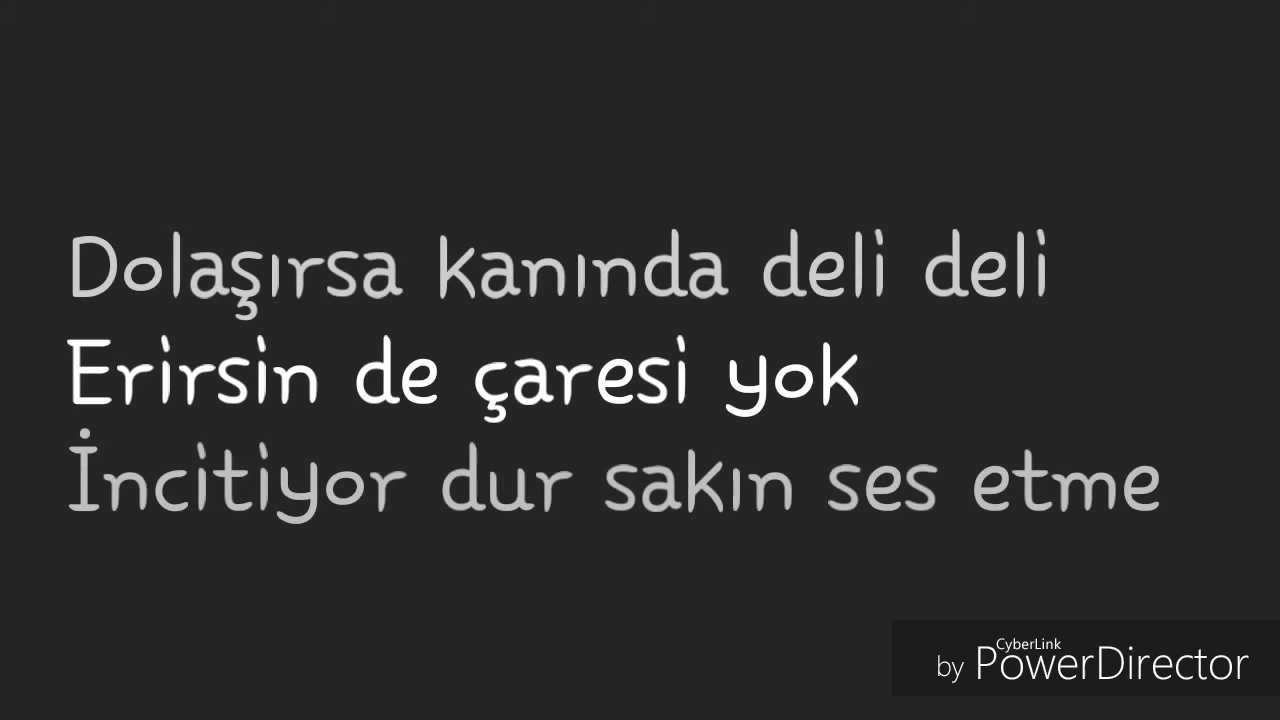 Dolaşırsa kanında deli deli
Erirsin de çaresi yok
İncitiyor dur sakın ses etme
CyberLink
by PowerDirector